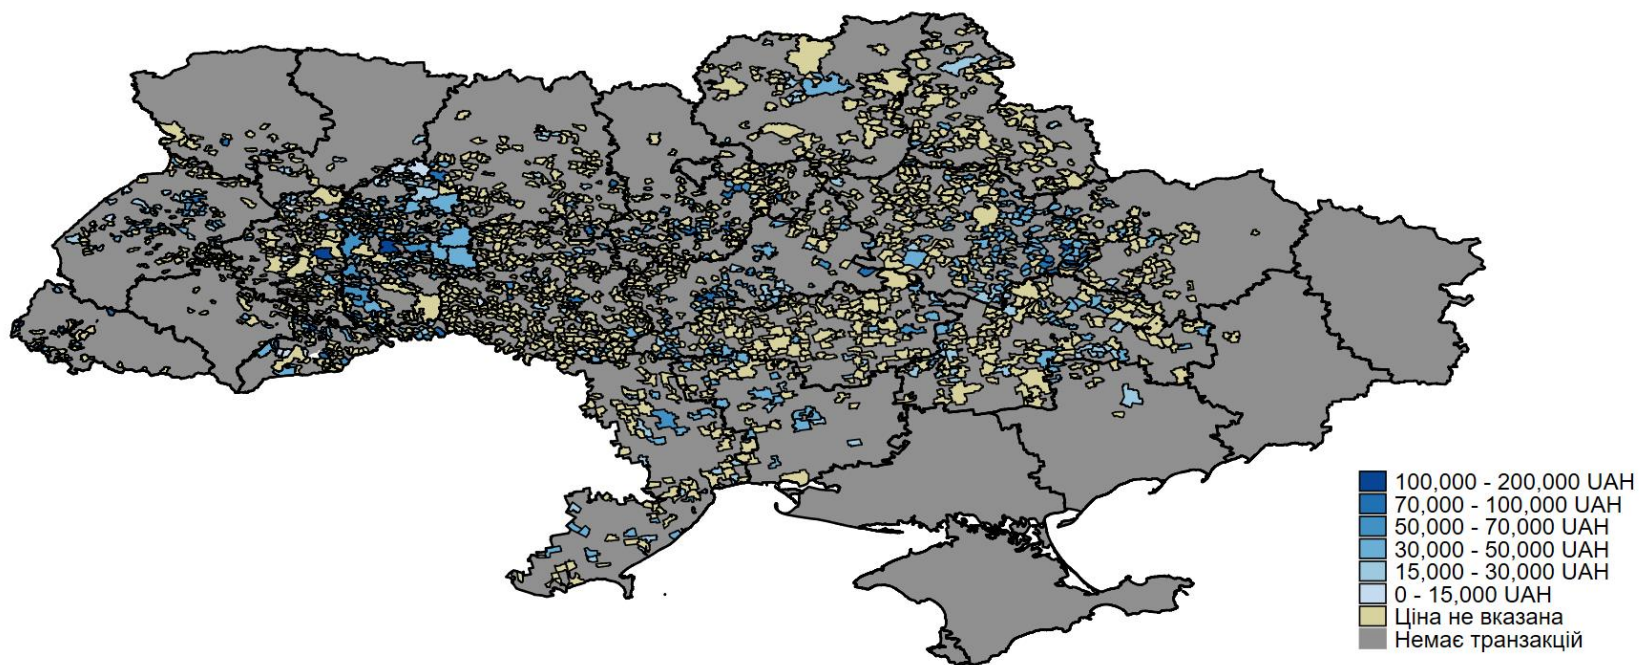 100,000 - 200,000 UAH
70,000 - 100,000 UAH
50,000 - 70,000 UAH
30,000 - 50,000 UAH
15,000 - 30,000 UAH
0 - 15,000 UAH
Ціна не вказана
Немає транзакцій